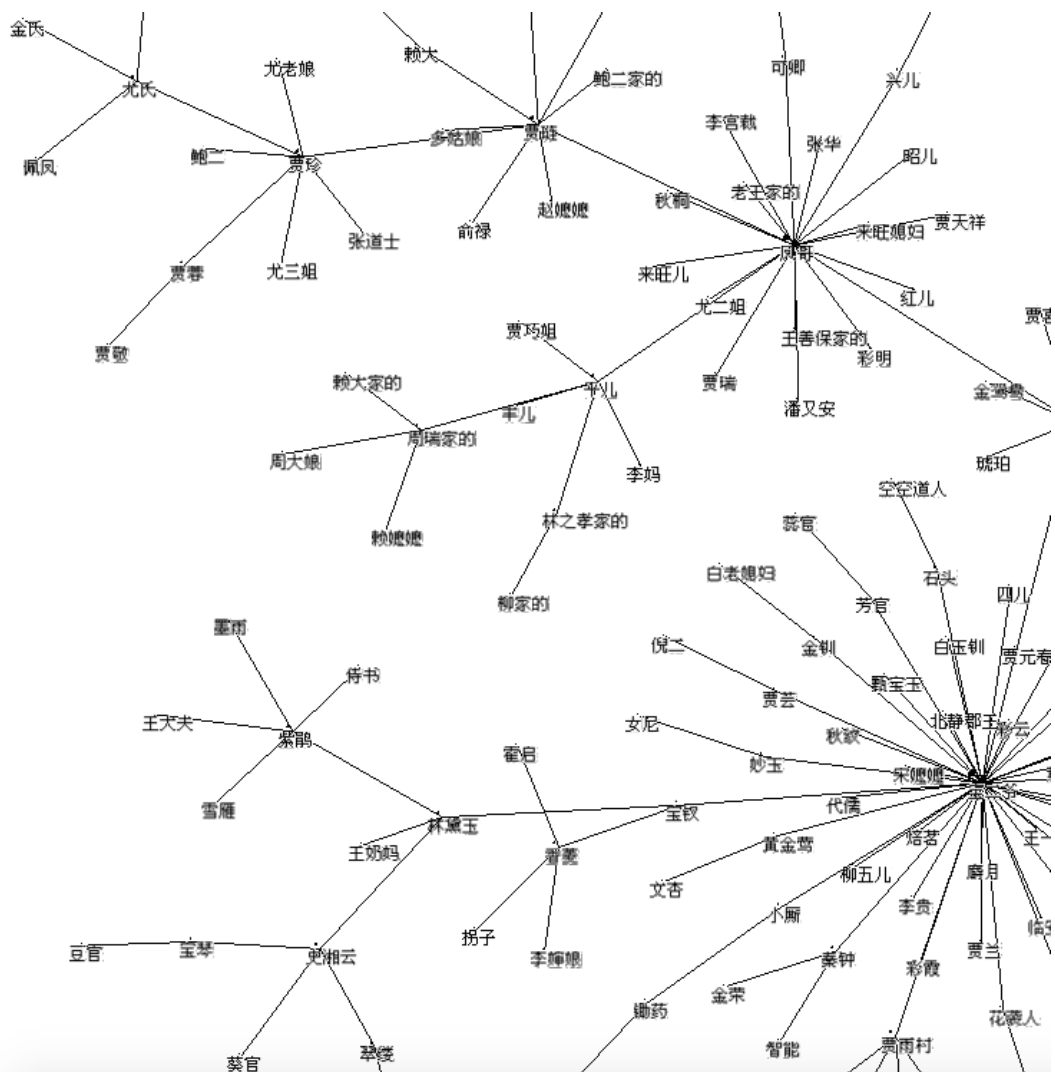 金氏
赖大
尤老娘
可卿
鲍二家的
兴儿
尤氏
李宫裁
多姑娘
贾琏
张华
鲍二
贾珍
昭儿
佩凤
老王家的
秋桐
赵嬷嬷
贾天祥
俞禄
来旺媳妇
张道士
凤哥
贾蓉
尤三姐
来旺儿
红儿
尤二姐
贾巧姐
王善保家的
贾敬
彩明
赖大家的
贾瑞
平儿
金鸳鸯
潘又安
丰儿
周瑞家的
周大娘
李妈
琥珀
空空道人
林之孝家的
蕊官
赖嬷嬷
白老媳妇
石头
四儿
柳家的
芳官
墨雨
倪二
金钏
白玉钏
贾元春
侍书
甄宝玉
贾芸
王大夫
女尼
北静郡王
彩云
紫鹃
秋纹
霍启
妙玉
宋嬷嬷
雪雁
宝钗
代儒
林黛玉
黄金莺
焙茗
王奶妈
香菱
柳五儿
麝月
文杏
小厮
李贵
拐子
豆官
宝琴
史湘云
李婶娘
秦钟
彩霞
贾兰
金荣
锄药
花袭人
葵官
翠缕
智能
贾雨村